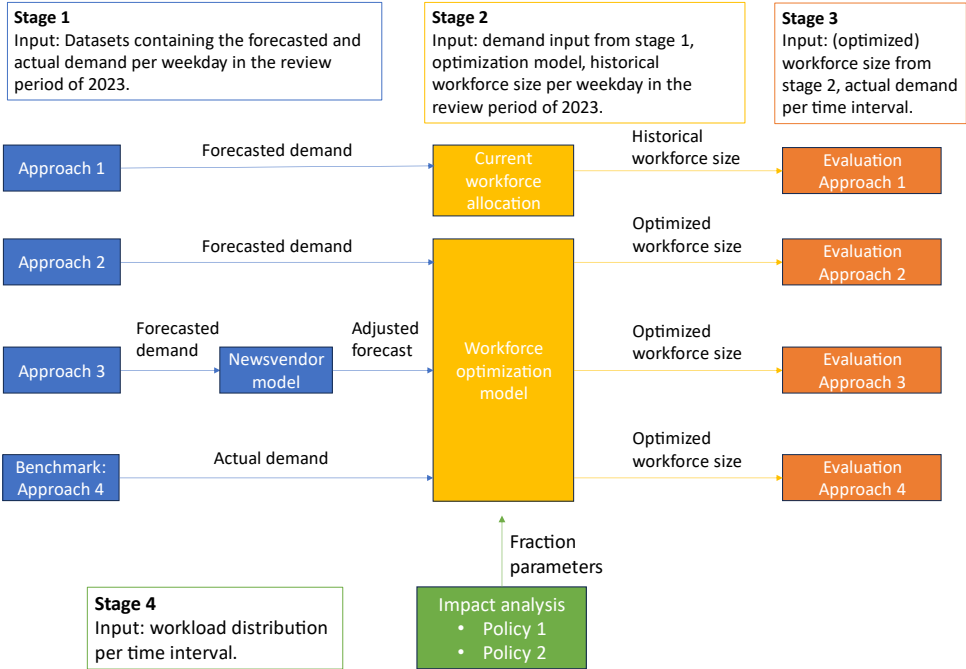 Stage 1
Input: Datasets containing the forecasted and
actual demand per weekday in the review
period of 2023.
Stage 2
Input: demand input from stage 1,
optimization model, historical
workforce size per weekday in the
review period of 2023.
Stage 3
Input: (optimized)
workforce size from
stage 2, actual demand
per time interval.
Approach 1
Forecasted demand
Current
workforce
allocation
Historical
workforce size
Evaluation
Approach 1
Approach 2
Forecasted demand
Optimized
workforce size
Evaluation
Approach 2
Approach 3
Forecasted
demand
Newsvendor
model
Adjusted
forecast
Workforce
optimization
model
Optimized
workforce size
Evaluation
Approach 3
Benchmark:
Approach 4
Actual demand
Optimized
workforce size
Evaluation
Approach 4
Fraction
parameters
Stage 4
Input: workload distribution
per time interval.
Impact analysis
• Policy 1
• Policy 2